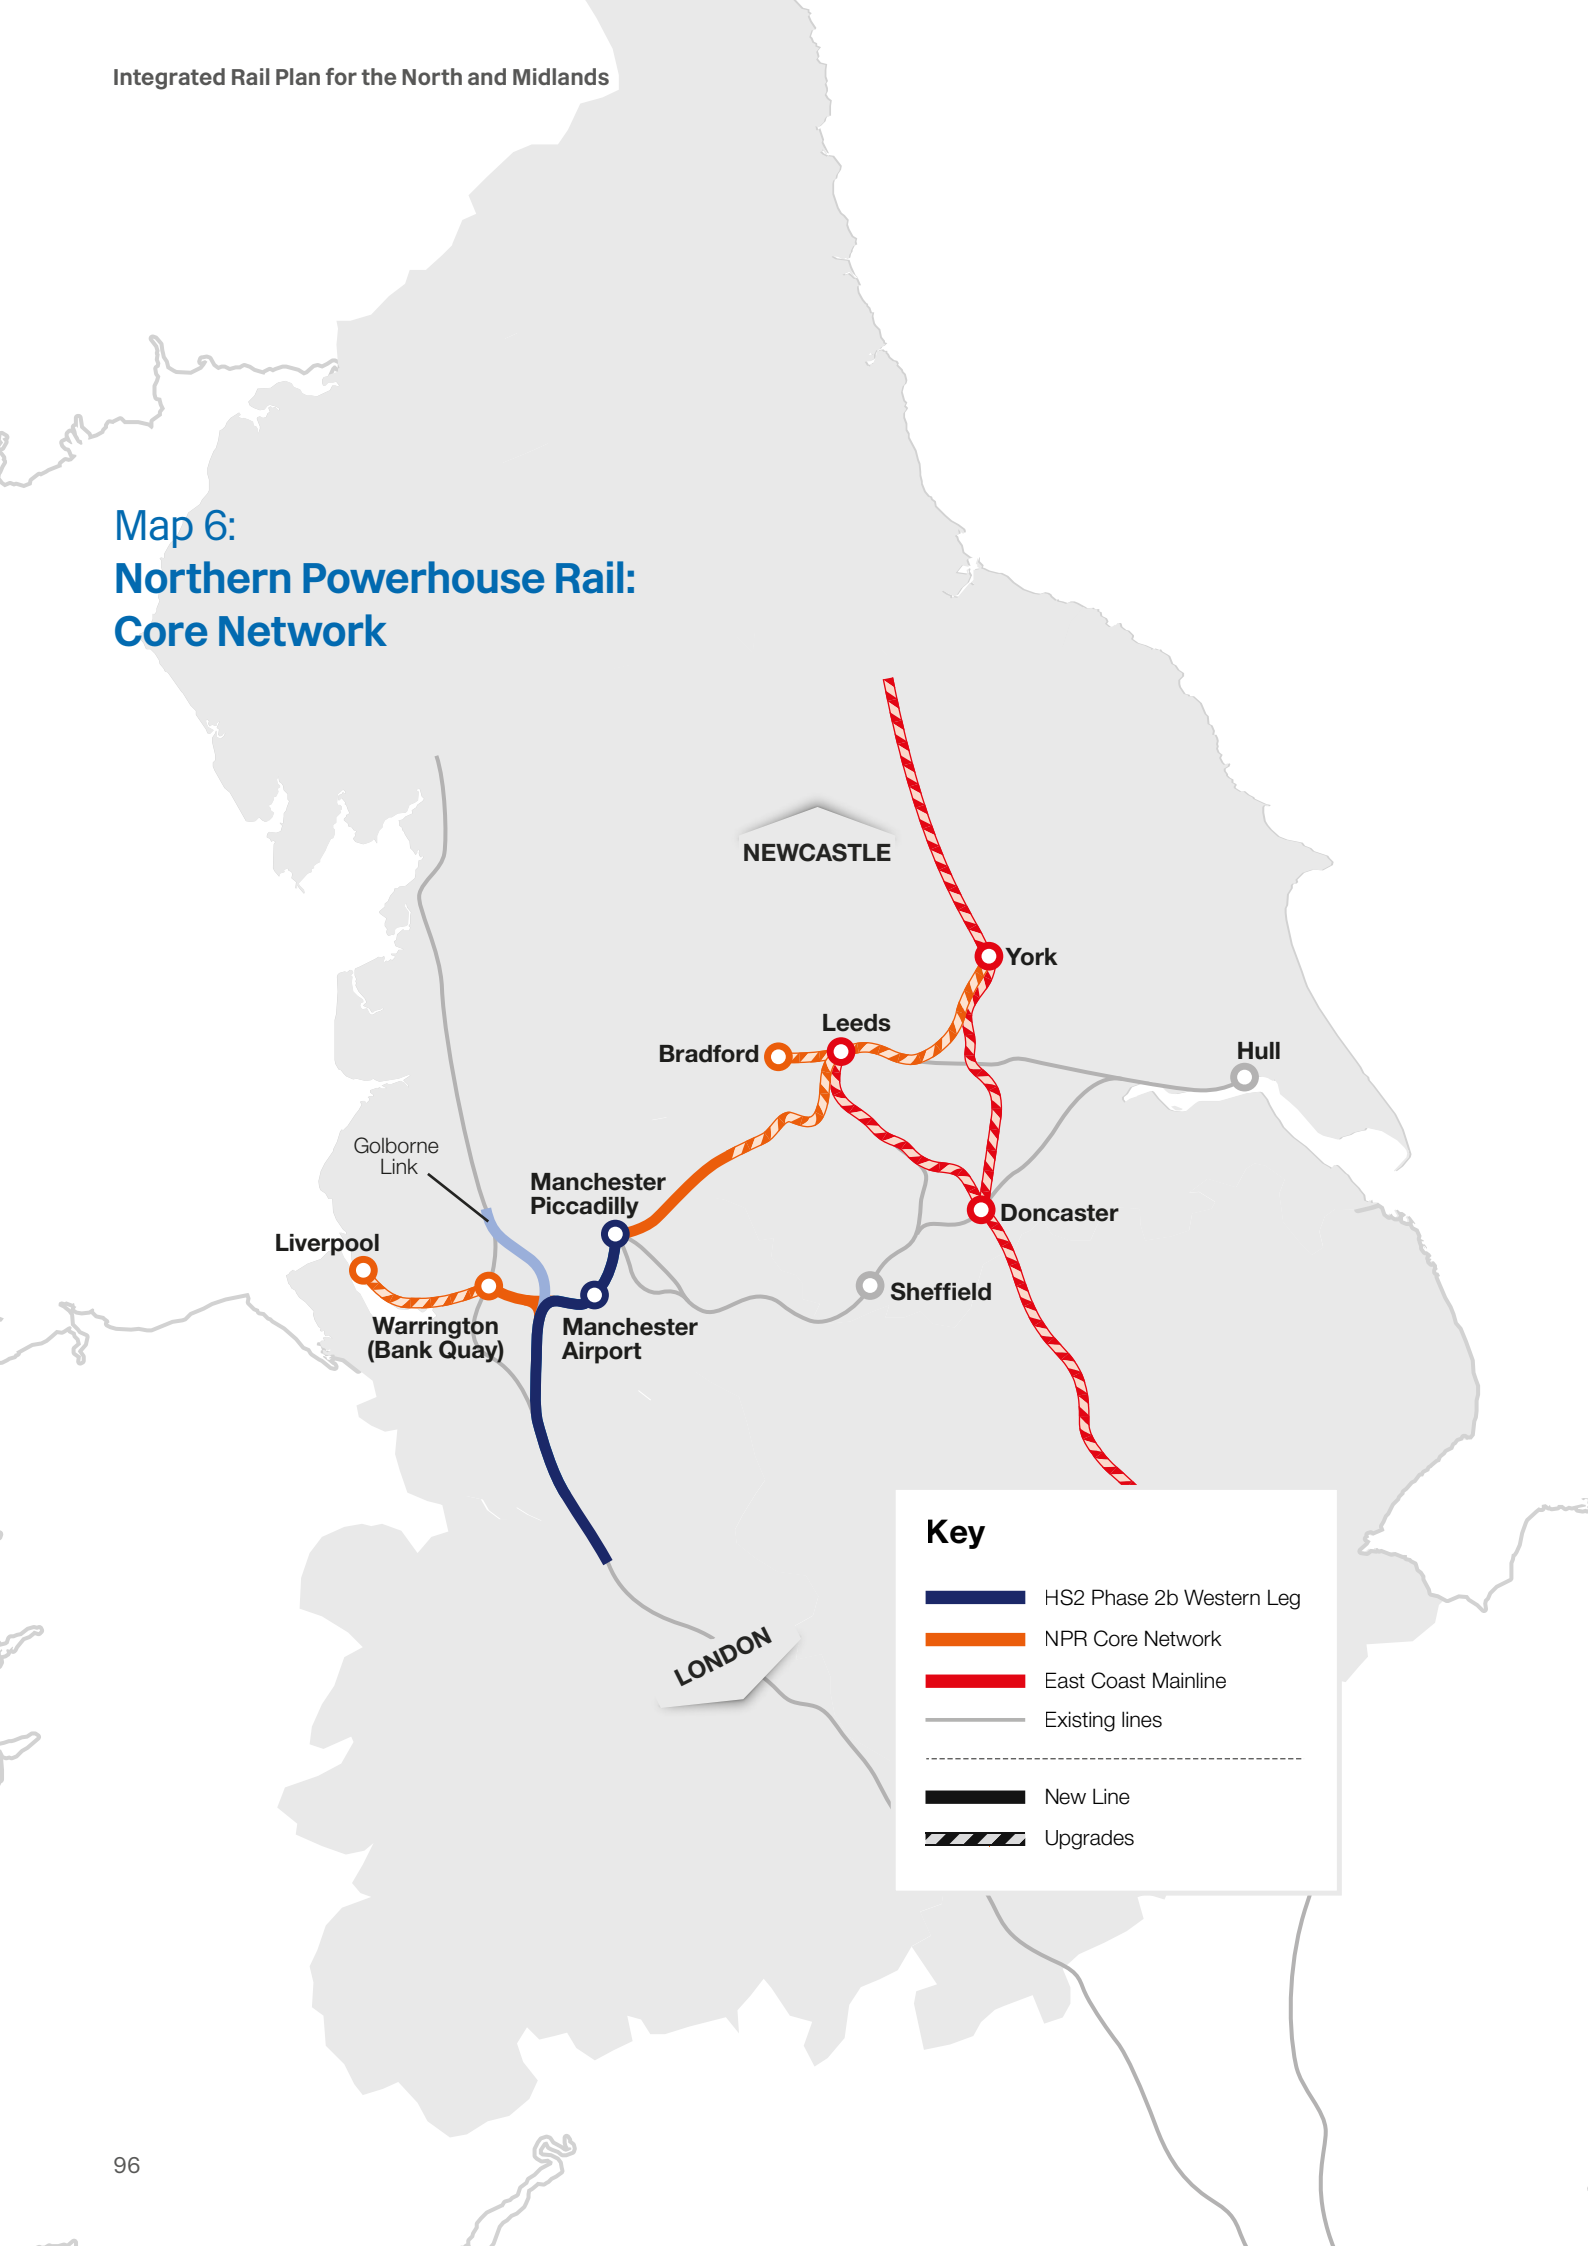 Integrated Rail Plan for the North and Midlands
Map 6:
Northern Powerhouse Rail:
Core Network
NEWCASTLE
York
Leeds
Bradford
Hull
Golborne
Link
Manchester
Piccadilly
Doncaster
Liverpool
Sheffield
Warrington
(Bank Quay)
Manchester
Airport
LONDON
Key
HS2 Phase 2b Western Leg
NPR Core Network
East Coast Mainline
Existing lines
New Line
Upgrades
96